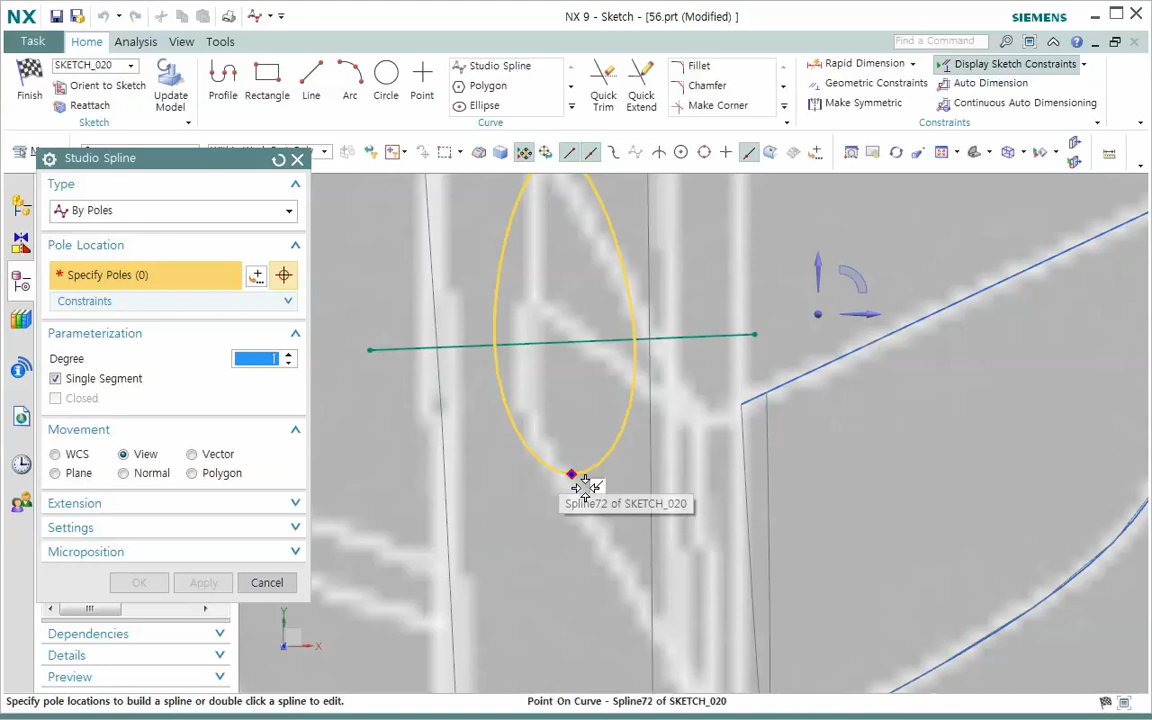 NX
NX 9 - Sketch - [56.prt (Modified) ]
SIEMENS
Task
Home
Analysis
View
Tools
Find a Command
SKETCH_020
Orient to Sketch
Reattach
Finish
Update
Model
Sketch
Profile
Rectangle
Line
Arc
Circle
Point
Studio Spline
Polygon
Ellipse
Quick
Trim
Quick
Extend
Fillet
Chamfer
Make Corner
Curve
Rapid Dimension
Geometric Constraints
Make Symmetric
Display Sketch Constraints
Auto Dimension
Continuous Auto Dimensioning
Constraints
Studio Spline
Type
By Poles
Pole Location
* Specify Poles (0)
Constraints
Parameterization
Degree
1
Single Segment
Closed
Movement
WCS
View
Vector
Plane
Normal
Polygon
Extension
Settings
Microposition
OK
Apply
Cancel
Dependencies
Details
Preview
Spline72 of SKETCH_020
Y
X
Specify pole locations to build a spline or double click a spline to edit.
Point On Curve - Spline72 of SKETCH_020